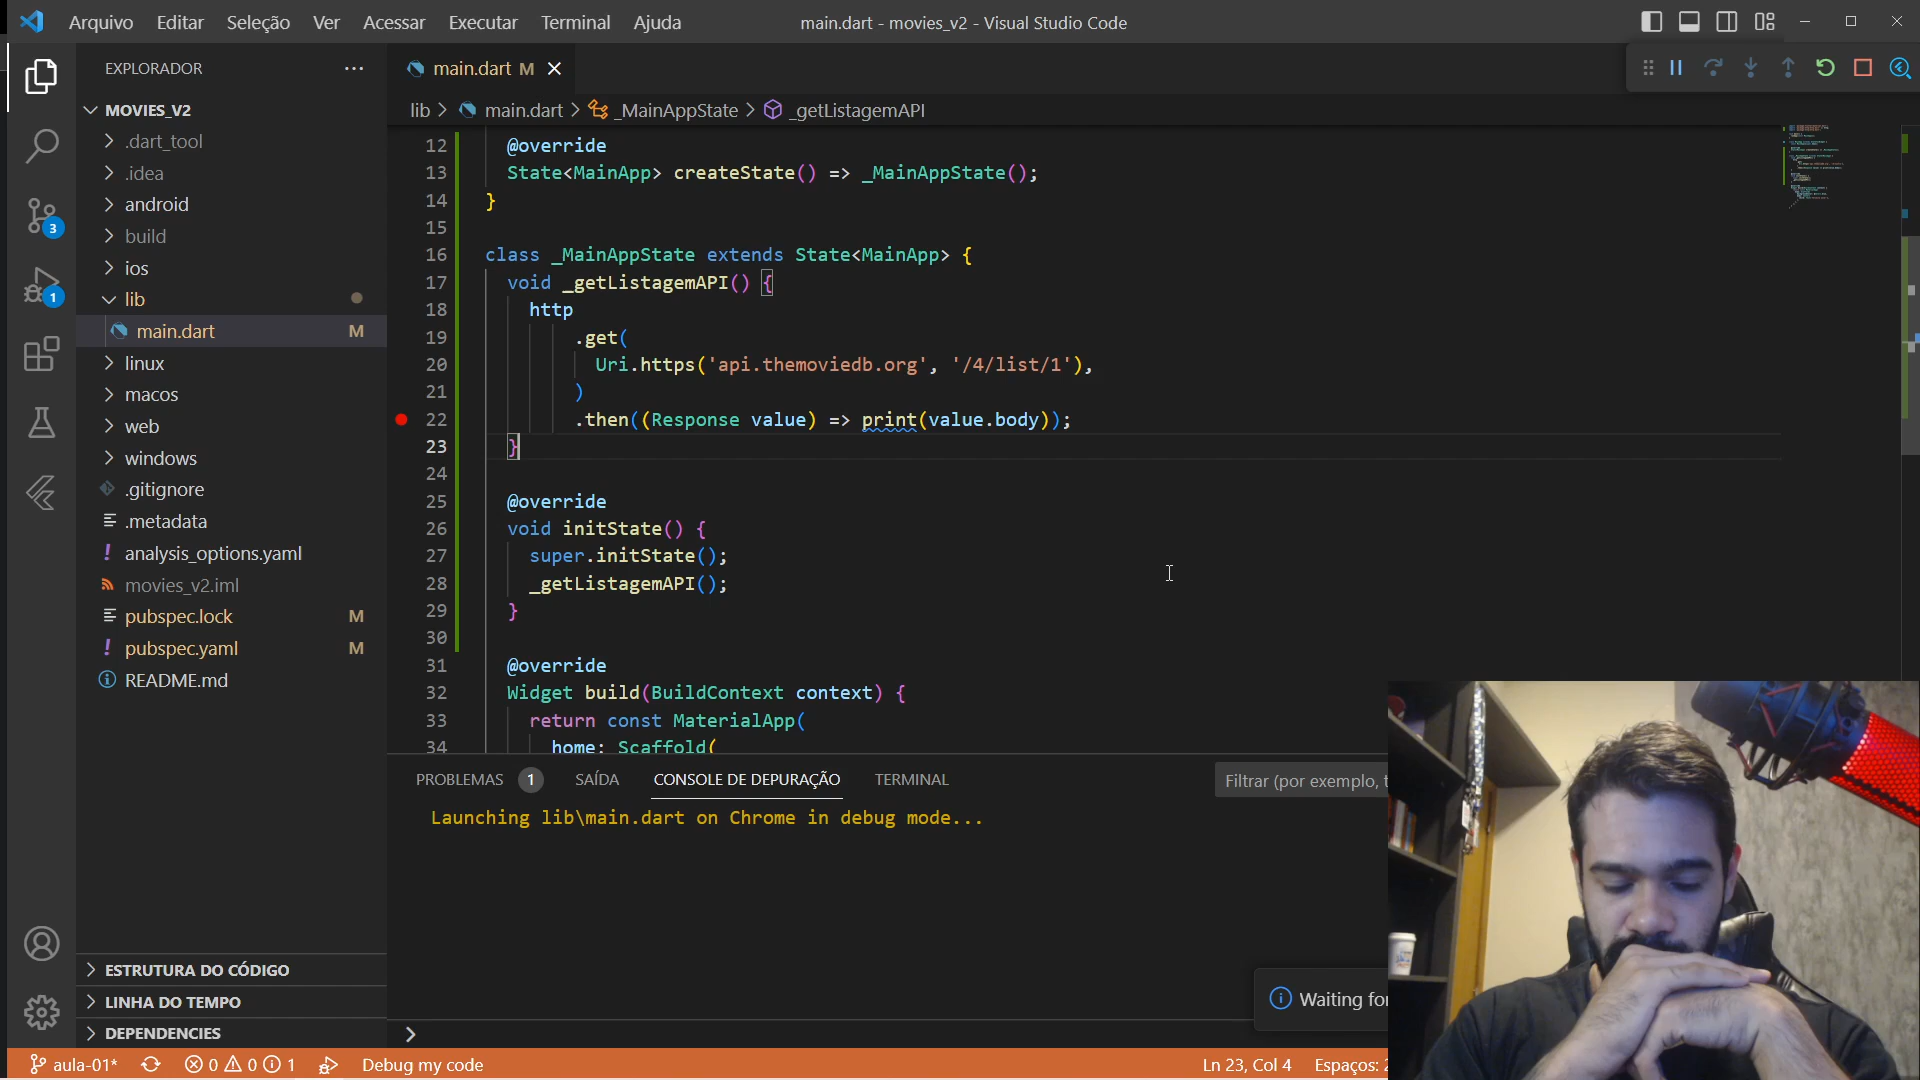 Arquivo Editar Seleção Ver Acessar Executar Terminal Ajuda
main.dart - movies_v2 - Visual Studio Code
EXPLORADOR
MOVIES_V2
.dart_tool
.idea
android
build
ios
lib
main.dart M
linux
macos
web
windows
.gitignore
.metadata
analysis_options.yaml
movies_v2.iml
pubspec.lock M
pubspec.yaml M
README.md
ESTRUTURA DO CÓDIGO
LINHA DO TEMPO
DEPENDENCIES
3
1
main.dart M
lib > main.dart > _MainAppState > _getListagemAPI
12 @override
13 State<MainApp> createState() => _MainAppState();
14 }
15
16 class _MainAppState extends State<MainApp> {
17 void _getListagemAPI() {
18 http
19 .get(
20 Uri.https('api.themoviedb.org', '/4/list/1'),
21 )
22 .then((Response value) => print(value.body));
23 }
24
25 @override
26 void initState() {
27 super.initState();
28 _getListagemAPI();
29 }
30
31 @override
32 Widget build(BuildContext context) {
33 return const MaterialApp(
34 home: Scaffold(
PROBLEMAS 1 SAÍDA CONSOLE DE DEPURAÇÃO TERMINAL
Filtrar (por exemplo, t
Launching lib\main.dart on Chrome in debug mode...
Waiting for
>
aula-01* 0 0 1 Debug my code
Ln 23, Col 4 Espaços: 2